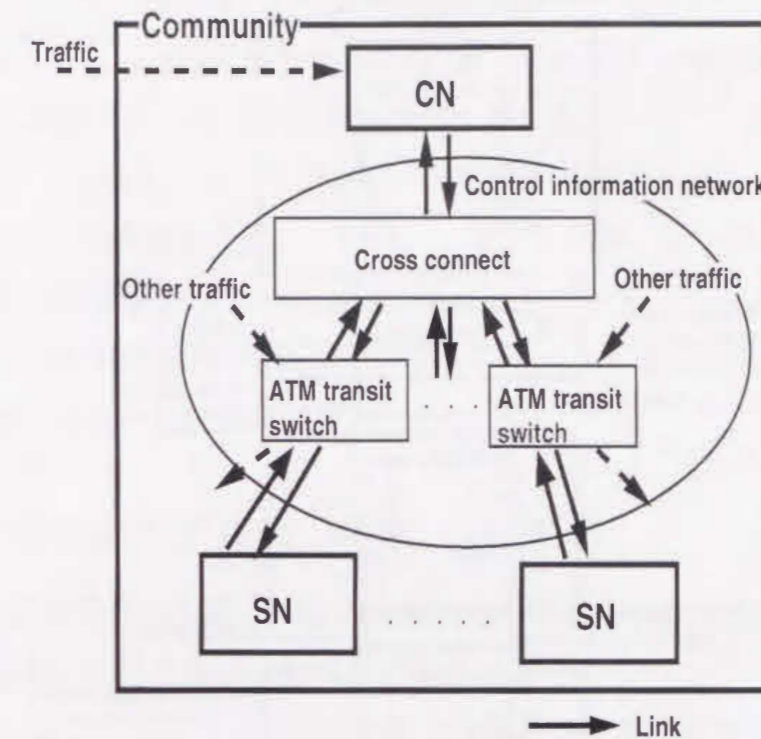 Community
Traffic
CN
Control information network
Cross connect
Other traffic
Other traffic
ATM transit
switch
. . .
ATM transit
switch
SN
. . . . .
SN
Link